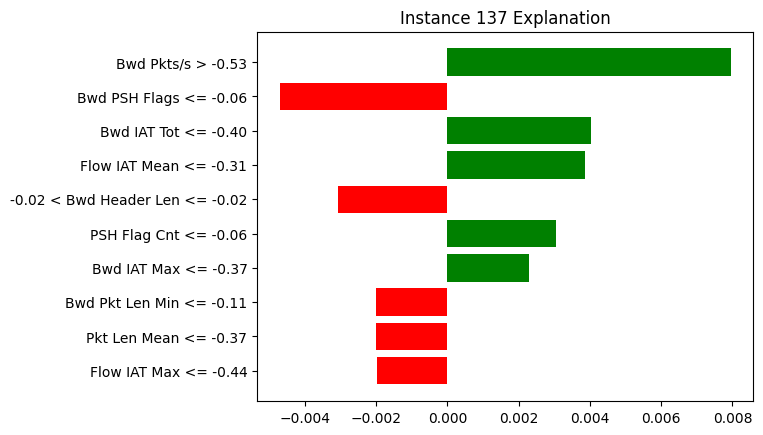 Instance 137 Explanation
Bwd Pkts/s > -0.53
Bwd PSH Flags <= -0.06
Bwd IAT Tot <= -0.40
Flow IAT Mean <= -0.31
-0.02 < Bwd Header Len <= -0.02
PSH Flag Cnt <= -0.06
Bwd IAT Max <= -0.37
Bwd Pkt Len Min <= -0.11
Pkt Len Mean <= -0.37
Flow IAT Max <= -0.44
−0.004 −0.002 0.000 0.002 0.004 0.006 0.008